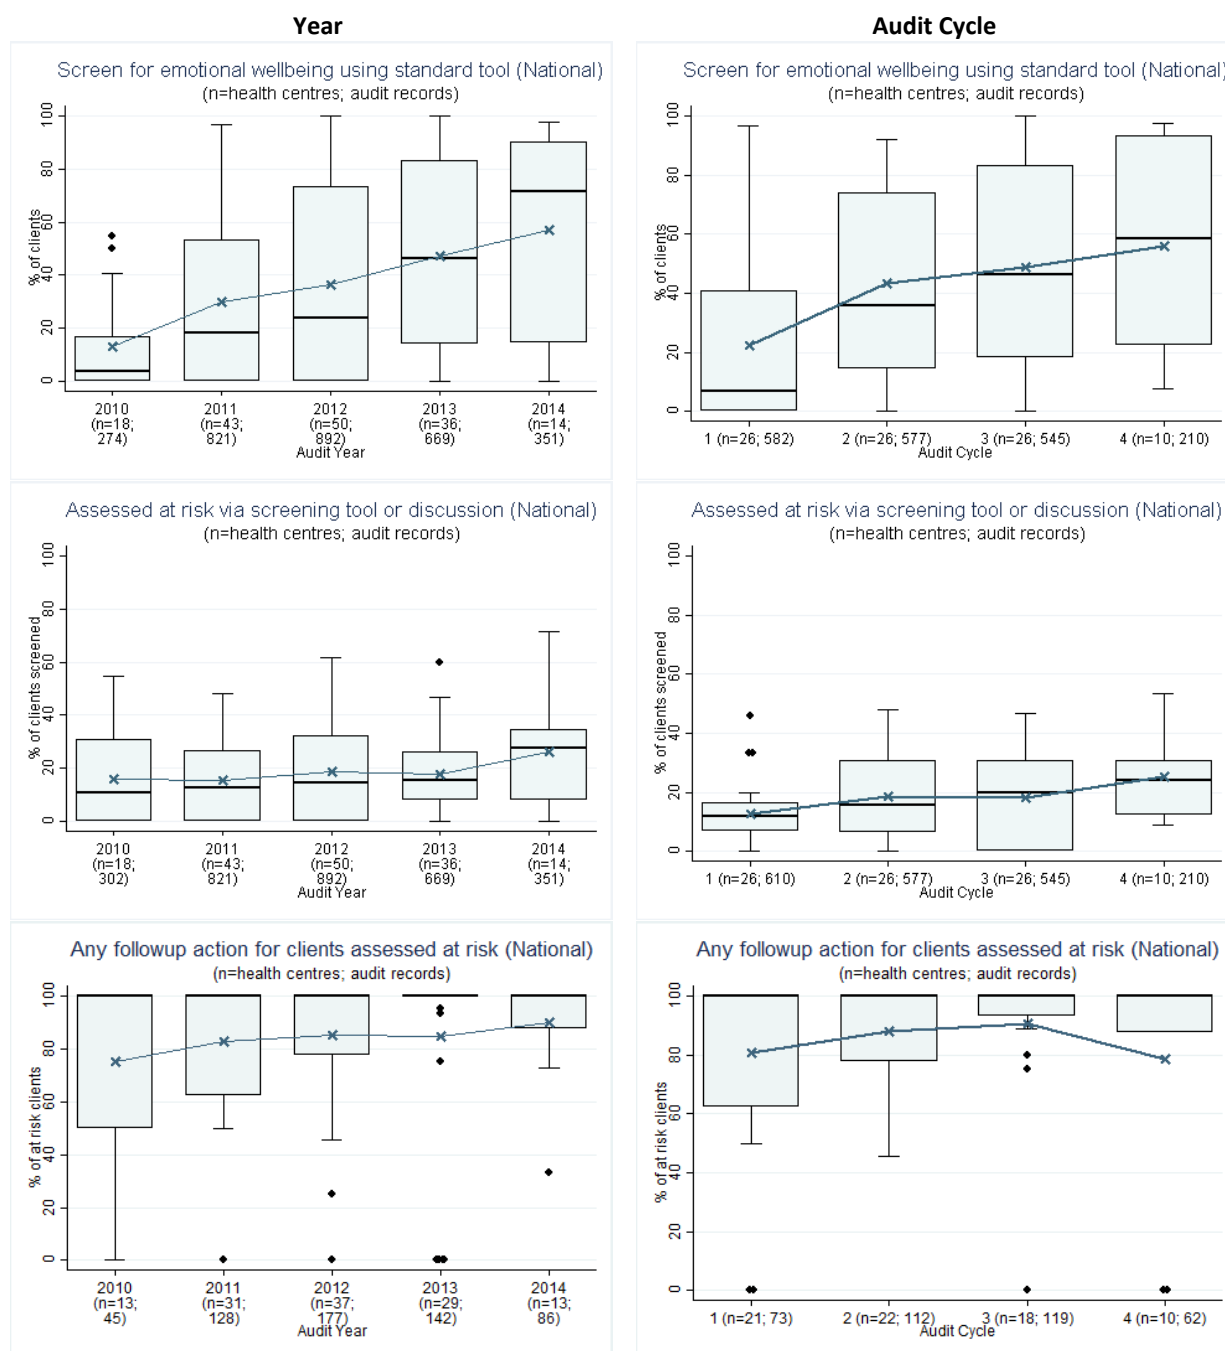 Year
Audit Cycle
Screen for emotional wellbeing using standard tool (National)
(n=health centres; audit records)
% of clients
0
20
40
60
80
100
2010
(n=18;
274)
2011
(n=43;
821)
2012
(n=50;
892)
2013
(n=36;
669)
2014
(n=14;
351)
Audit Year
Screen for emotional wellbeing using standard tool (National)
(n=health centres; audit records)
% of clients
0
20
40
60
80
100
1 (n=26; 582)
2 (n=26; 577)
3 (n=26; 545)
4 (n=10; 210)
Audit Cycle
Assessed at risk via screening tool or discussion (National)
(n=health centres; audit records)
% of clients screened
0
20
40
60
80
100
2010
(n=18;
302)
2011
(n=43;
821)
2012
(n=50;
892)
2013
(n=36;
669)
2014
(n=14;
351)
Audit Year
Assessed at risk via screening tool or discussion (National)
(n=health centres; audit records)
% of clients screened
0
20
40
60
80
100
1 (n=26; 610)
2 (n=26; 577)
3 (n=26; 545)
4 (n=10; 210)
Audit Cycle
Any followup action for clients assessed at risk (National)
(n=health centres; audit records)
% of at risk clients
0
20
40
60
80
100
2010
(n=13;
45)
2011
(n=31;
128)
2012
(n=37;
177)
2013
(n=29;
142)
2014
(n=13;
86)
Audit Year
Any followup action for clients assessed at risk (National)
(n=health centres; audit records)
% of at risk clients
0
20
40
60
80
100
1 (n=21; 73)
2 (n=22; 112)
3 (n=18; 119)
4 (n=10; 62)
Audit Cycle